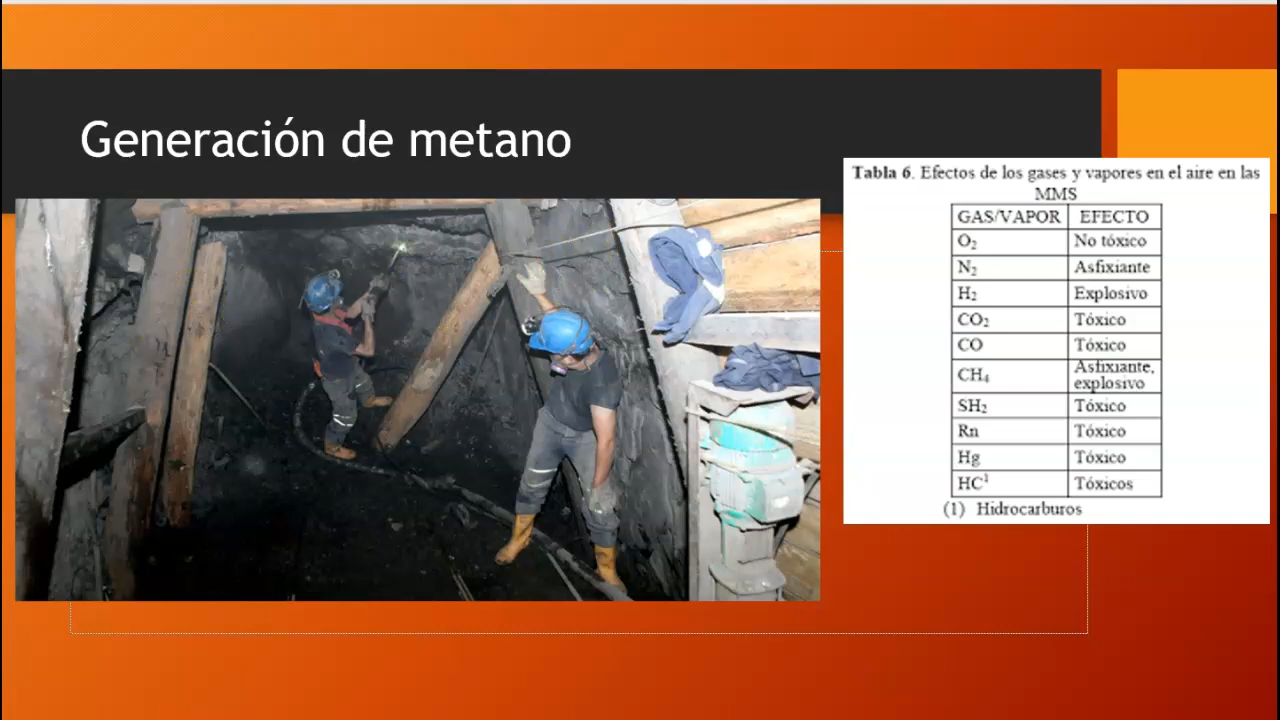 Generación de metano
Tabla 6. Efectos de los gases y vapores en el aire en las
MMS
GAS/VAPOR EFECTO
O₂ No tóxico
N₂ Asfixiante
H₂ Explosivo
CO₂ Tóxico
CO Tóxico
CH₄ Asfixiante,
explosivo
SH₂ Tóxico
Rn Tóxico
Hg Tóxico
HC¹ Tóxicos
(1) Hidrocarburos